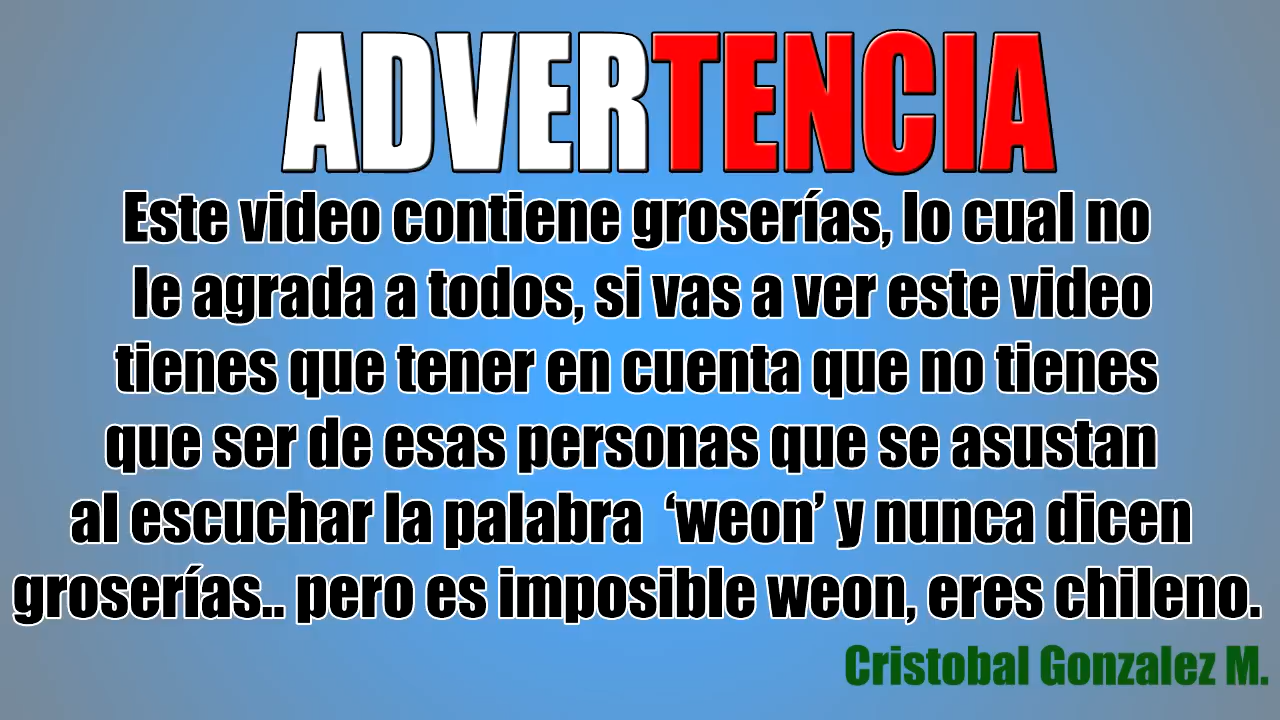 ADVERTENCIA
Este video contiene groserías, lo cual no
le agrada a todos, si vas a ver este video
tienes que tener en cuenta que no tienes
que ser de esas personas que se asustan
al escuchar la palabra ‘weon’ y nunca dicen
groserías.. pero es imposible weon, eres chileno.
Cristobal Gonzalez M.